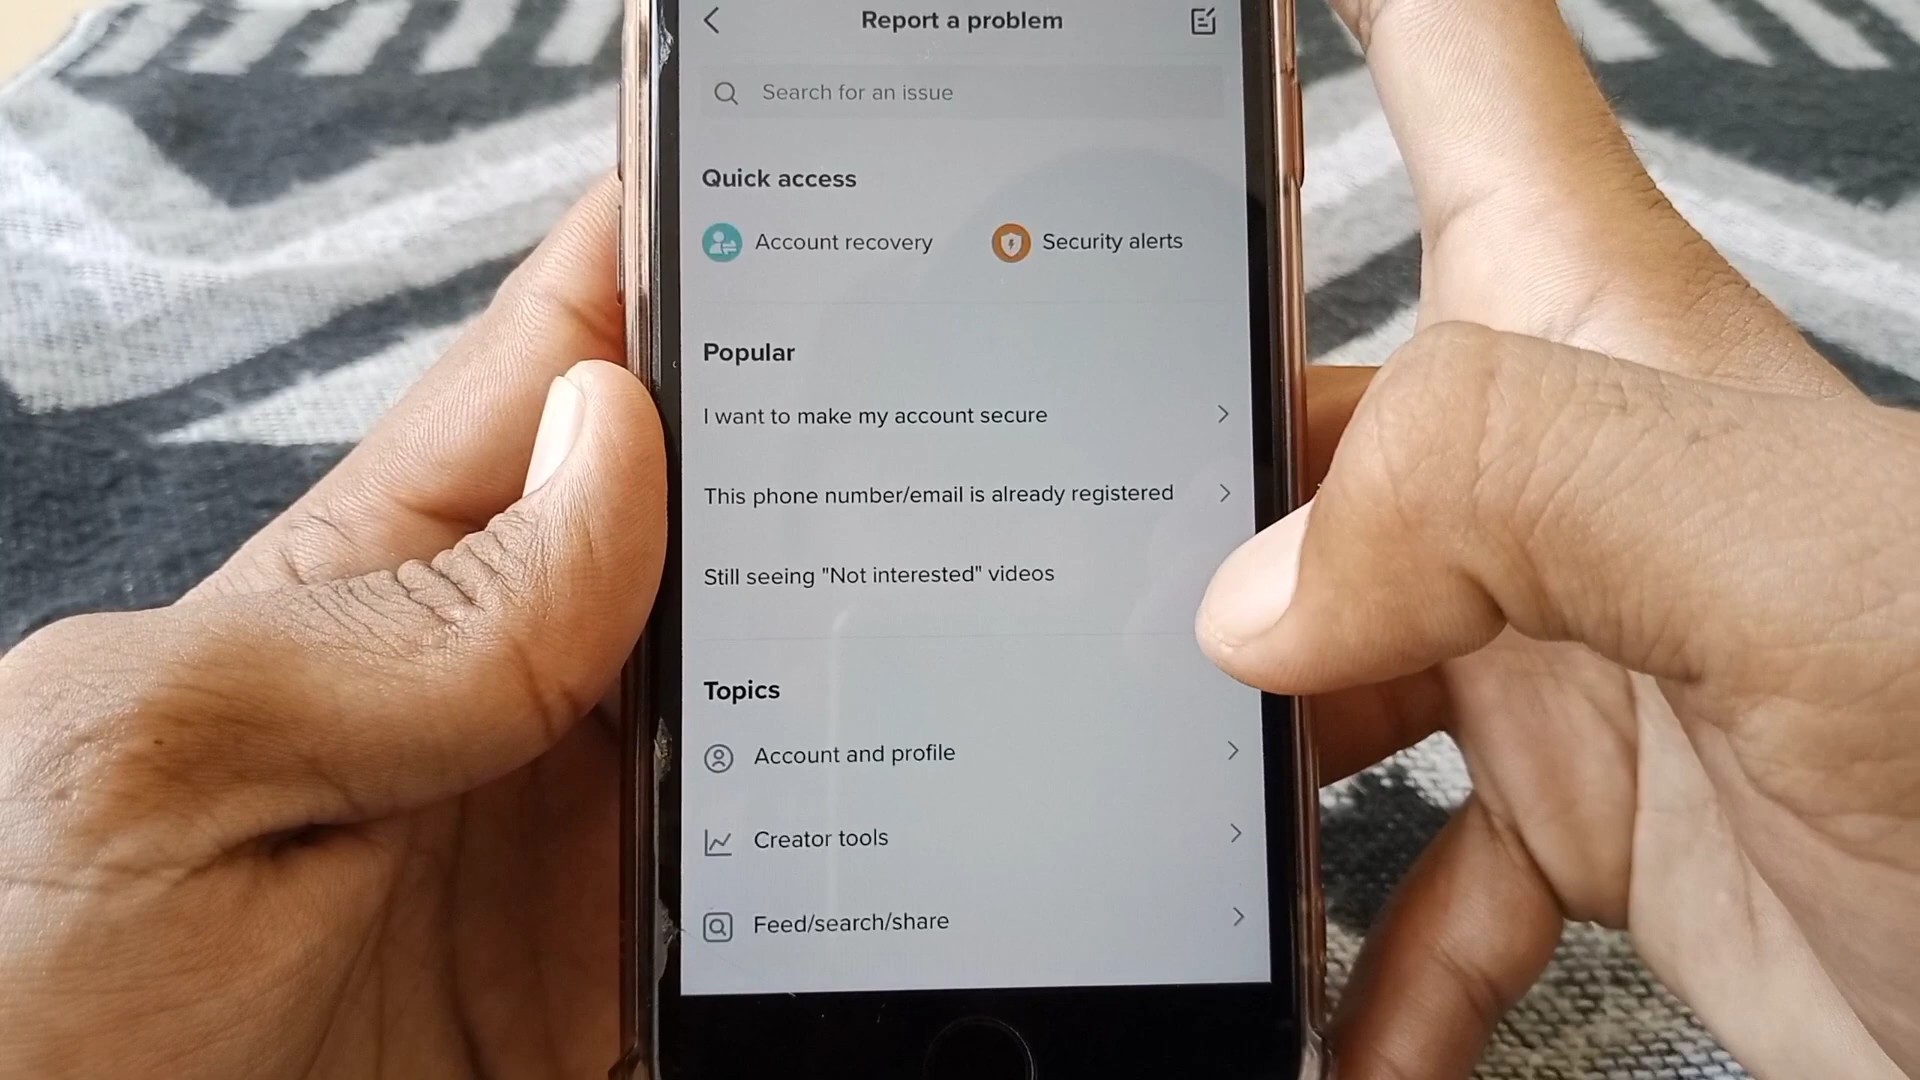 Report a problem
Search for an issue
Quick access
Account recovery
Security alerts
Popular
I want to make my account secure
This phone number/email is already registered
Still seeing "Not interested" videos
Topics
Account and profile
Creator tools
Feed/search/share